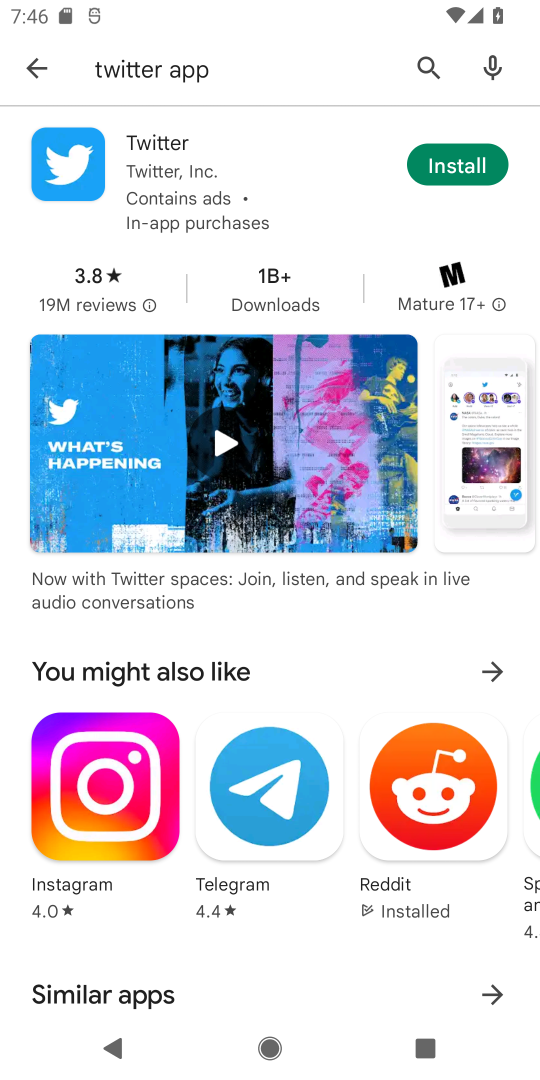 7:46
twitter app
Twitter
Twitter, Inc.
Contains ads •
In-app purchases
Install
3.8★
19M reviews
1B+
Downloads
Mature 17+
WHAT'S
HAPPENING
Now with Twitter spaces: Join, listen, and speak in live
audio conversations
You might also like
Instagram
4.0★
Telegram
4.4★
Reddit
Installed
Sp
ar
4.
Similar apps